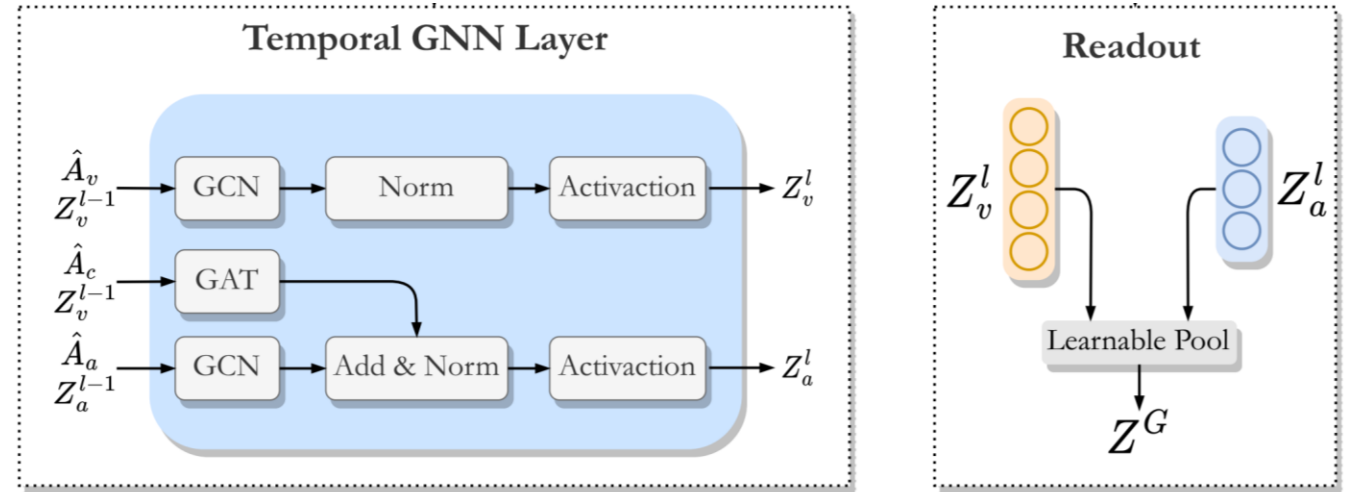 Temporal GNN Layer
Â_v
Z_v^{l-1}
GCN
Norm
Activaction
Z_v^l
Â_c
Z_v^{l-1}
GAT
Â_a
Z_a^{l-1}
GCN
Add & Norm
Activaction
Z_a^l
Readout
Z_v^l
Z_a^l
Learnable Pool
Z^G